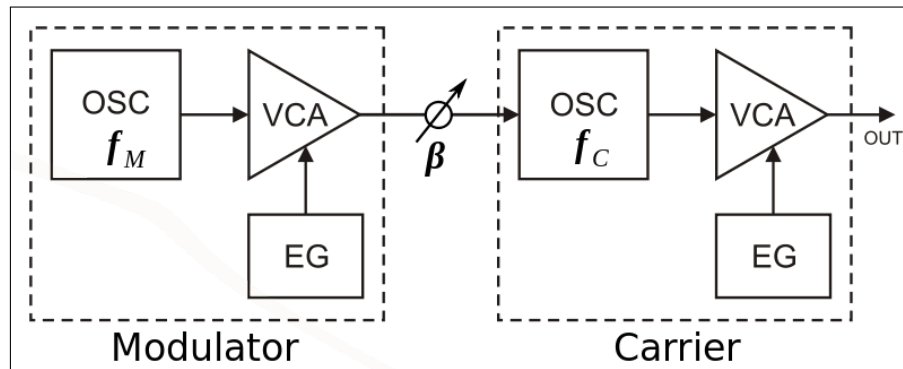 OSC VCA OSC VCA
f_M β f_C OUT
EG EG
Modulator Carrier